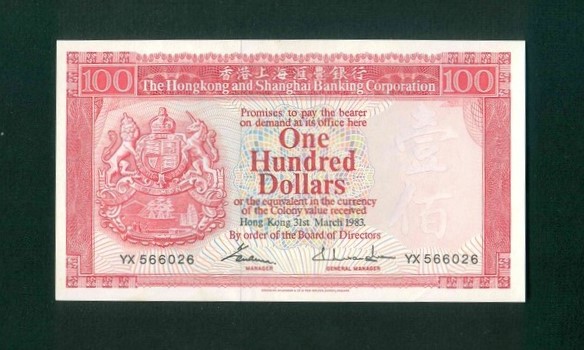 香港上海滙豐銀行
100 The Hongkong and Shanghai Banking Corporation 100
Promises to pay the bearer
on demand at its office here
One
Hundred
Dollars
壹佰
or the equivalent in the currency
of the Colony value received
Hong Kong 31st March 1983.
By order of the Board of Directors
YX 566026
YX 566026
MANAGER
GENERAL MANAGER